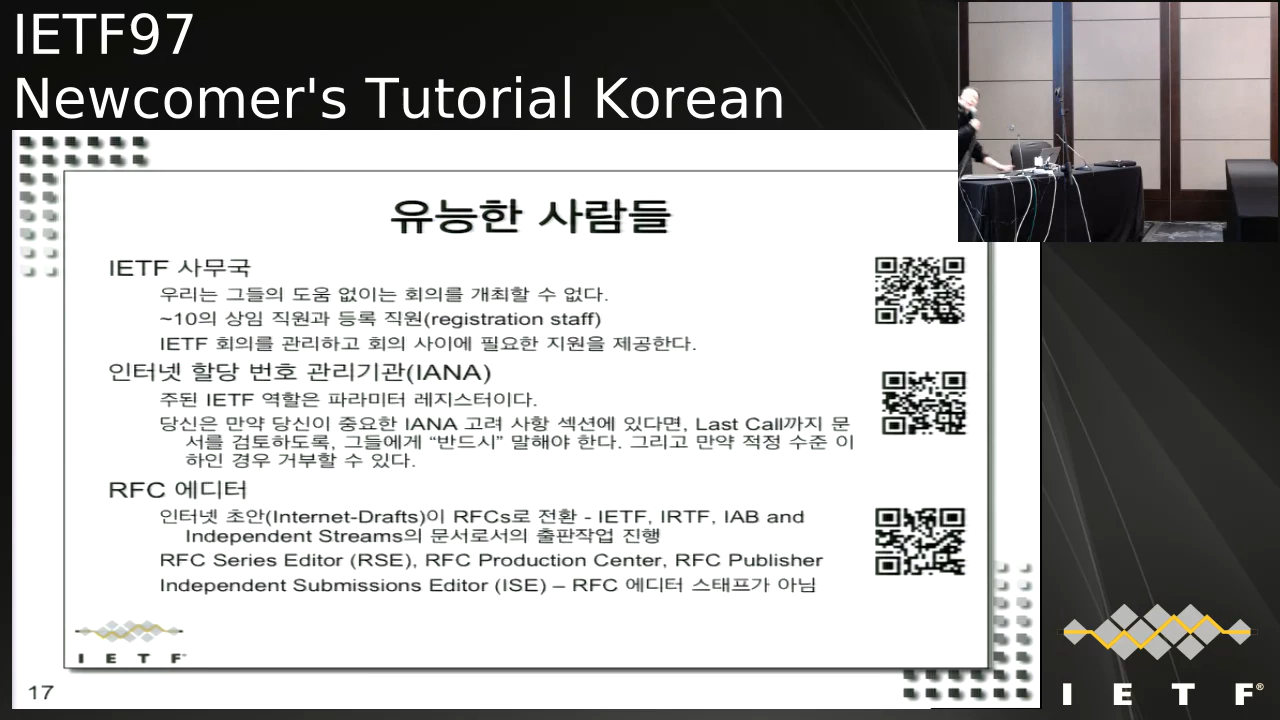 IETF97
Newcomer's Tutorial Korean
유능한 사람들
IETF 사무국
우리는 그들의 도움 없이는 회의를 개최할 수 없다.
~10의 상임 직원과 등록 직원(registration staff)
IETF 회의를 관리하고 회의 사이에 필요한 지원을 제공한다.
인터넷 할당 번호 관리기관(IANA)
주된 IETF 역할은 파라미터 레지스터이다.
당신은 만약 당신이 중요한 IANA 고려 사항 섹션에 있다면, Last Call까지 문
서를 검토하도록, 그들에게 “반드시” 말해야 한다. 그리고 만약 적정 수준 이
하인 경우 거부할 수 있다.
RFC 에디터
인터넷 초안(Internet-Drafts)이 RFCs로 전환 - IETF, IRTF, IAB and
Independent Streams의 문서로서의 출판작업 진행
RFC Series Editor (RSE), RFC Production Center, RFC Publisher
Independent Submissions Editor (ISE) – RFC 에디터 스태프가 아님
I E T F
17
I E T F®